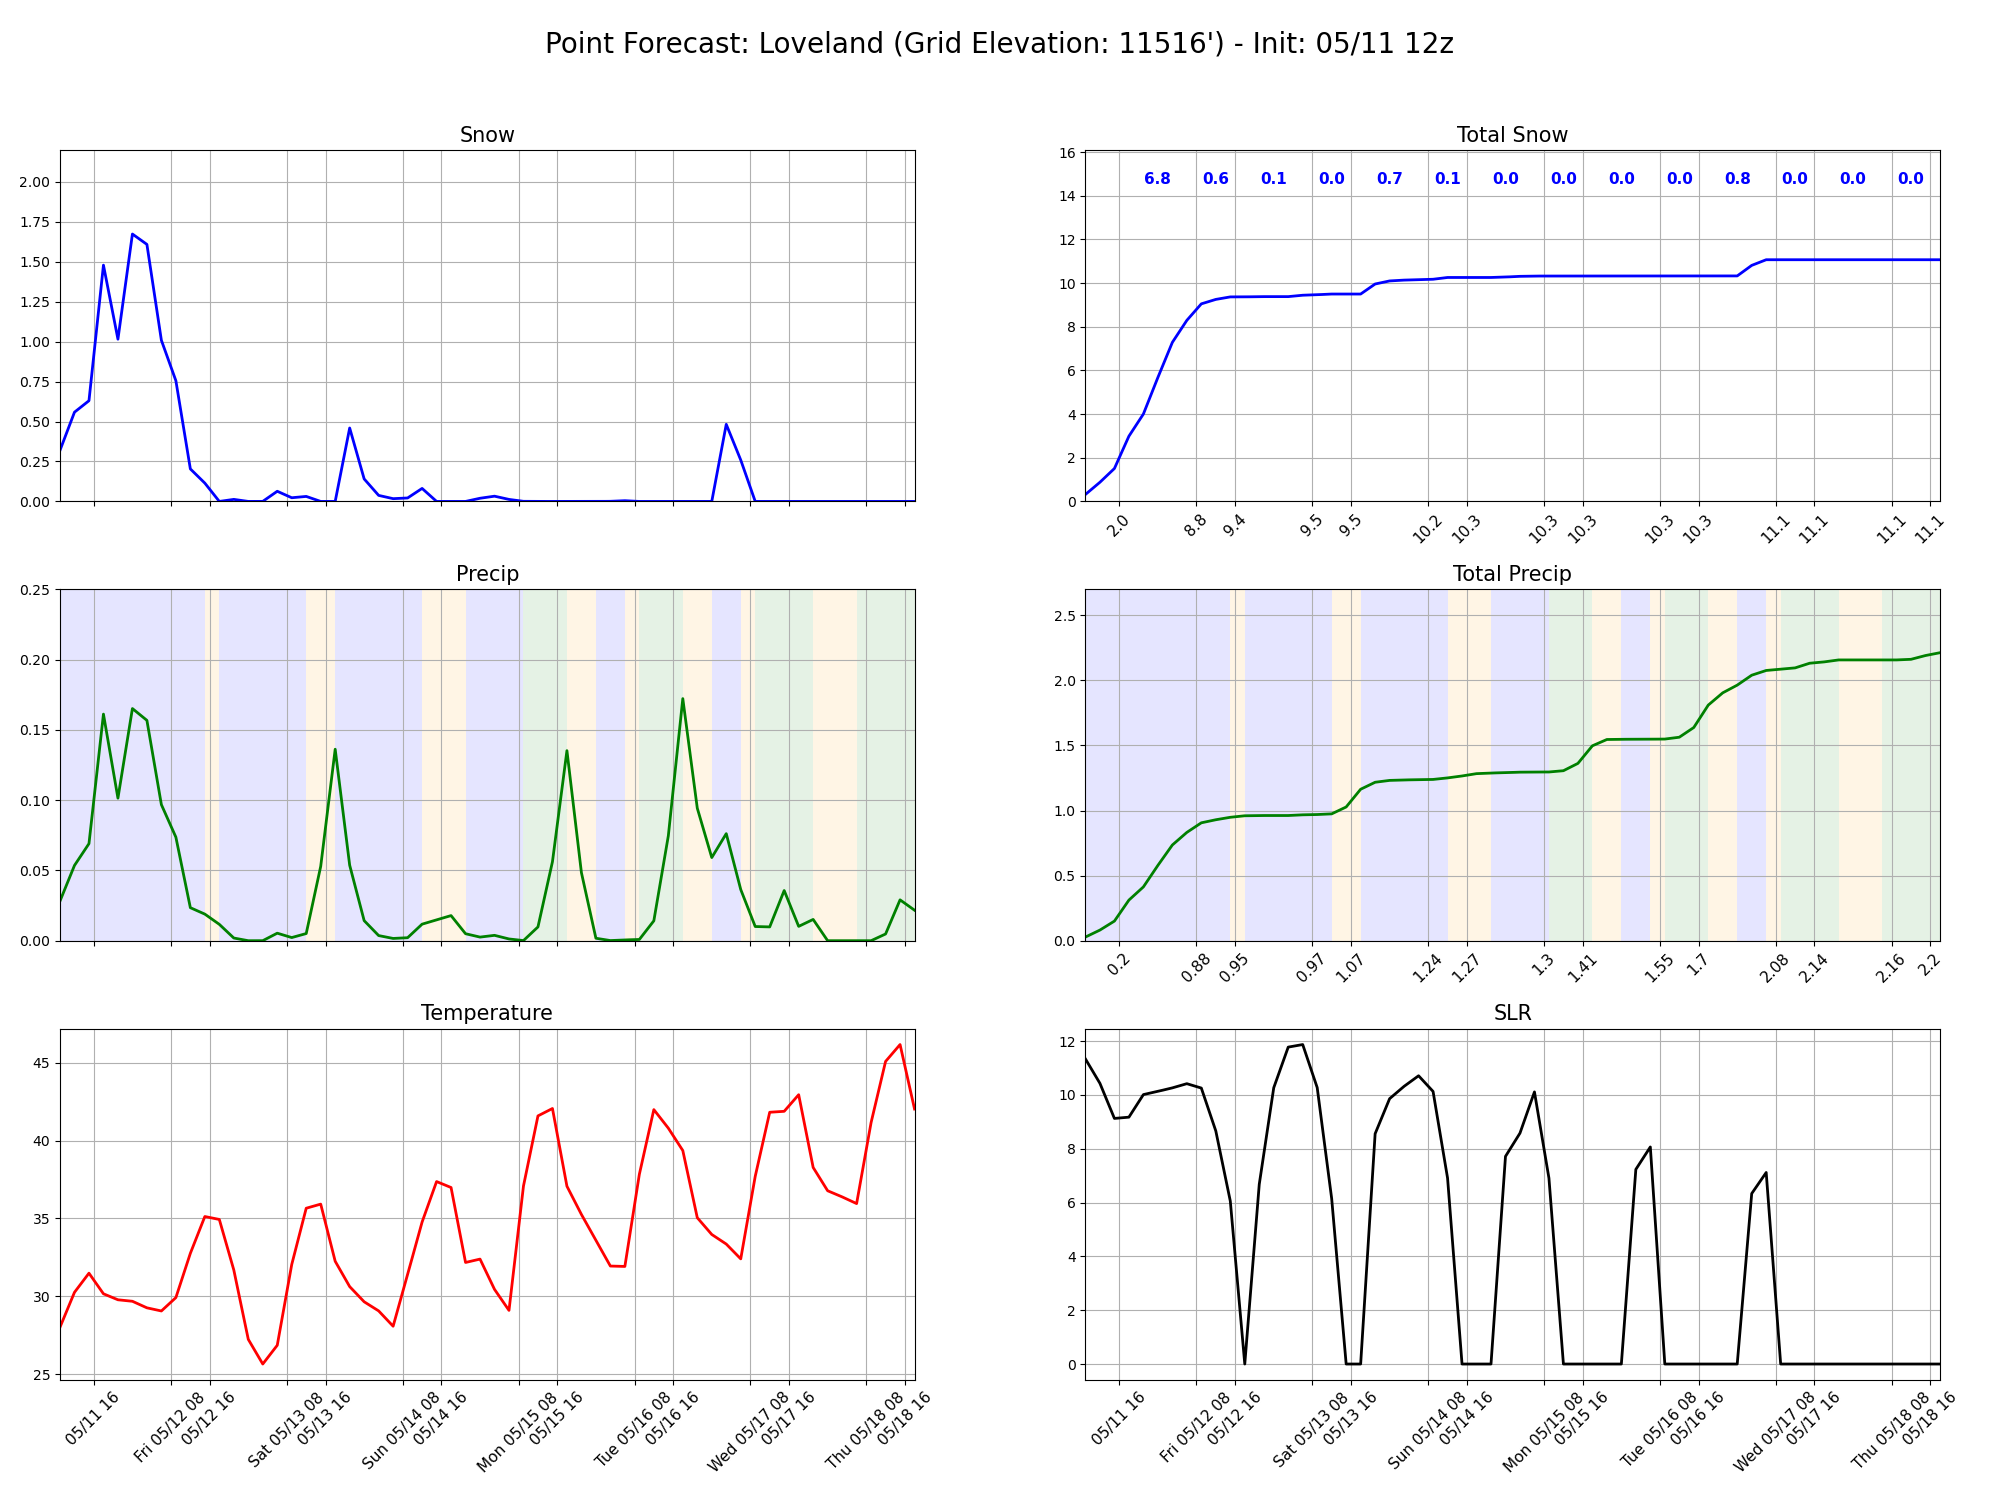 Point Forecast: Loveland (Grid Elevation: 11516') - Init: 05/11 12z
Snow
2.00
1.75
1.50
1.25
1.00
0.75
0.50
0.25
0.00
Total Snow
16
14
12
10
8
6
4
2
0
6.8 0.6 0.1 0.0 0.7 0.1 0.0 0.0 0.0 0.0 0.8 0.0 0.0 0.0
2.0 8.8 9.4 9.5 9.5 10.2 10.3 10.3 10.3 10.3 10.3 11.1 11.1 11.1 11.1
Precip
0.25
0.20
0.15
0.10
0.05
0.00
Total Precip
2.5
2.0
1.5
1.0
0.5
0.0
0.2 0.88 0.95 0.97 1.07 1.24 1.27 1.3 1.41 1.55 1.7 2.08 2.14 2.16 2.2
Temperature
45
40
35
30
25
05/11 16
Fri 05/12 08
05/12 16
Sat 05/13 08
05/13 16
Sun 05/14 08
05/14 16
Mon 05/15 08
05/15 16
Tue 05/16 08
05/16 16
Wed 05/17 08
05/17 16
Thu 05/18 08
05/18 16
SLR
12
10
8
6
4
2
0
05/11 16
Fri 05/12 08
05/12 16
Sat 05/13 08
05/13 16
Sun 05/14 08
05/14 16
Mon 05/15 08
05/15 16
Tue 05/16 08
05/16 16
Wed 05/17 08
05/17 16
Thu 05/18 08
05/18 16